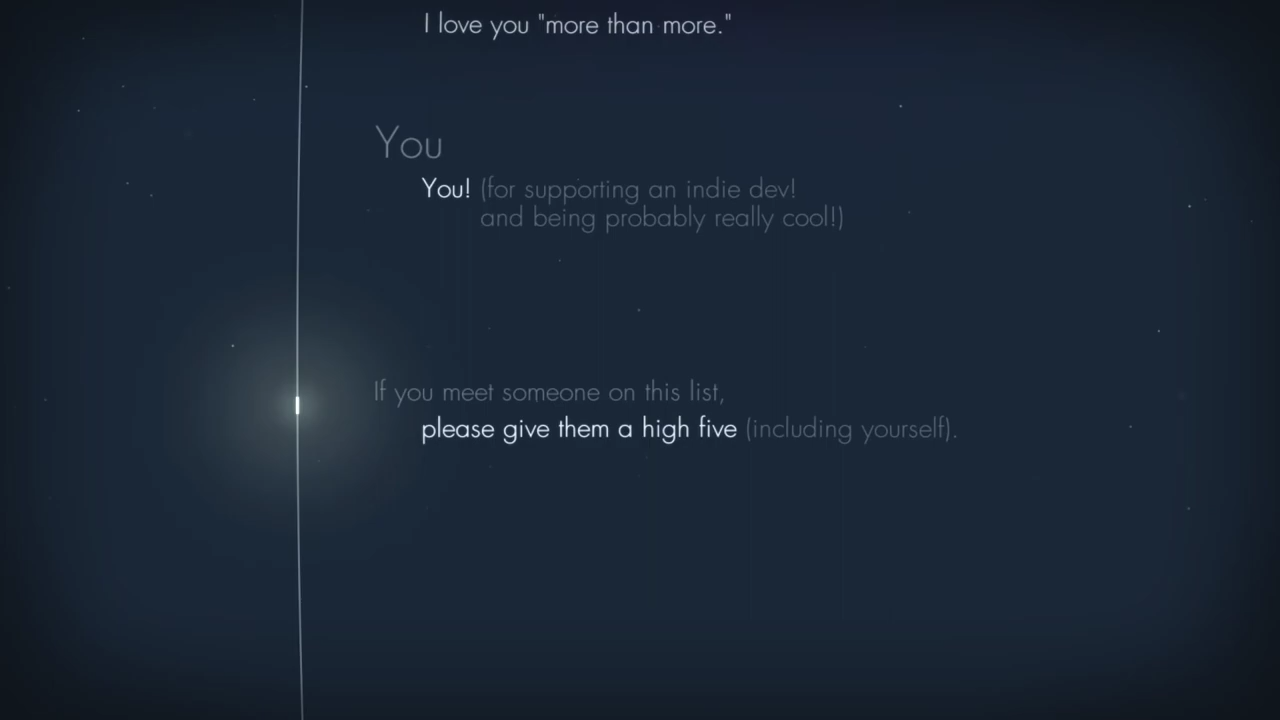 I love you "more than more."
You
You! (for supporting an indie dev!
and being probably really cool!)
If you meet someone on this list,
please give them a high five (including yourself).